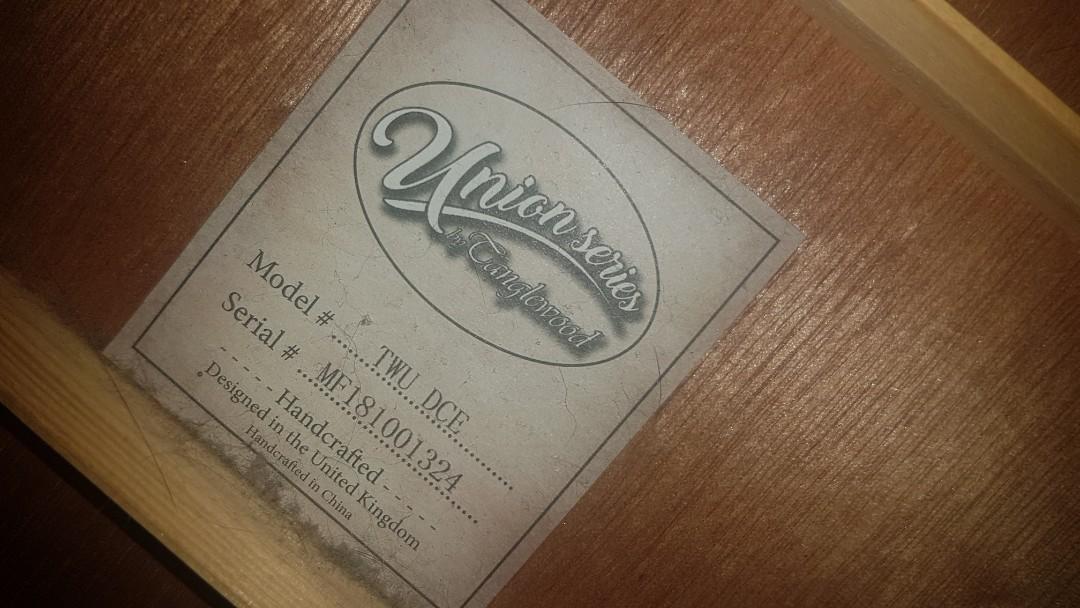 Union series
by Tanglewood
Model # TWU DCE
Serial # MF181001324
- - - - Handcrafted - - - -
Designed in the United Kingdom
Handcrafted in China